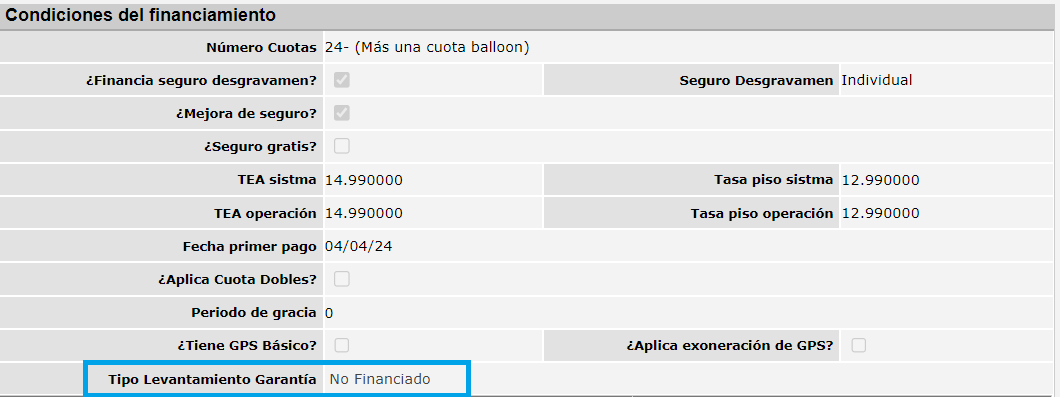 Condiciones del financiamiento
Número Cuotas 24- (Más una cuota balloon)
¿Financia seguro desgravamen? Seguro Desgravamen Individual
¿Mejora de seguro?
¿Seguro gratis?
TEA sistma 14.990000 Tasa piso sistma 12.990000
TEA operación 14.990000 Tasa piso operación 12.990000
Fecha primer pago 04/04/24
¿Aplica Cuota Dobles?
Periodo de gracia 0
¿Tiene GPS Básico? ¿Aplica exoneración de GPS?
Tipo Levantamiento Garantía No Financiado